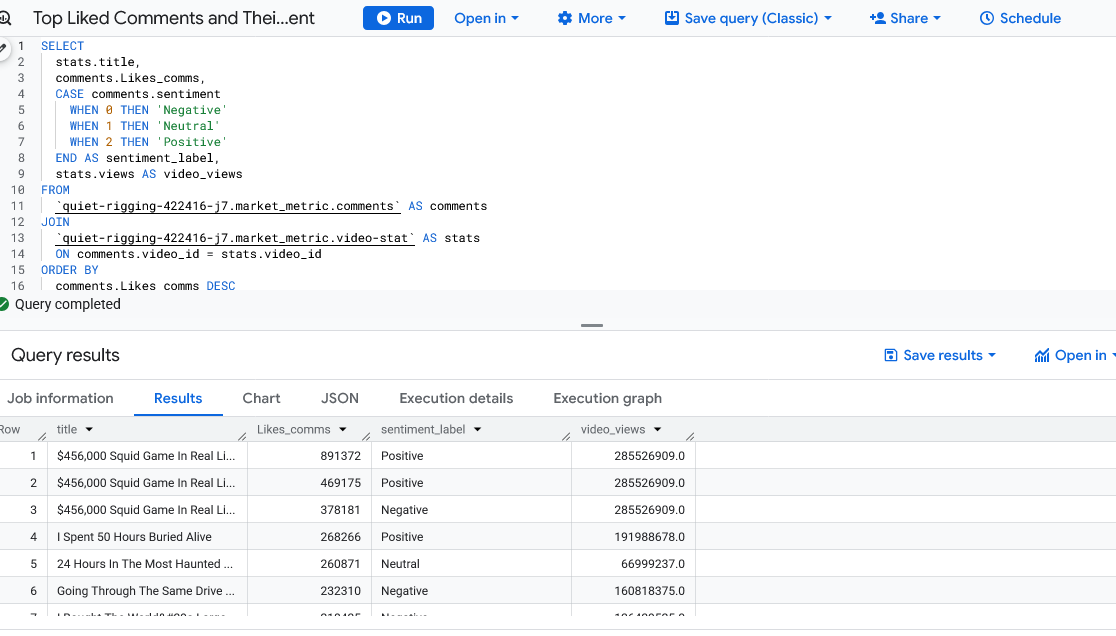 Top Liked Comments and Thei...ent
Run
Open in
More
Save query (Classic)
Share
Schedule
1 SELECT
2 stats.title,
3 comments.Likes_comms,
4 CASE comments.sentiment
5 WHEN 0 THEN 'Negative'
6 WHEN 1 THEN 'Neutral'
7 WHEN 2 THEN 'Positive'
8 END AS sentiment_label,
9 stats.views AS video_views
10 FROM
11 `quiet-rigging-422416-j7.market_metric.comments` AS comments
12 JOIN
13 `quiet-rigging-422416-j7.market_metric.video-stat` AS stats
14 ON comments.video_id = stats.video_id
15 ORDER BY
16 comments.Likes_comms DESC
Query completed
Query results
Save results
Open in
Job information
Results
Chart
JSON
Execution details
Execution graph
Row title Likes_comms sentiment_label video_views
1 $456,000 Squid Game In Real Li... 891372 Positive 285526909.0
2 $456,000 Squid Game In Real Li... 469175 Positive 285526909.0
3 $456,000 Squid Game In Real Li... 378181 Negative 285526909.0
4 I Spent 50 Hours Buried Alive 268266 Positive 191988678.0
5 24 Hours In The Most Haunted ... 260871 Neutral 66999237.0
6 Going Through The Same Drive ... 232310 Negative 160818375.0